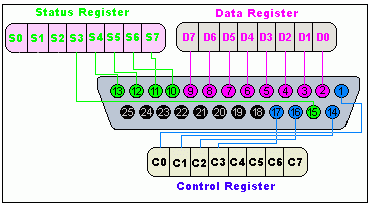 Status Register
Data Register
S0 S1 S2 S3 S4 S5 S6 S7
D7 D6 D5 D4 D3 D2 D1 D0
13 12 11 10 9 8 7 6 5 4 3 2 1
25 24 23 22 21 20 19 18 17 16 15 14
C0 C1 C2 C3 C4 C5 C6 C7
Control Register